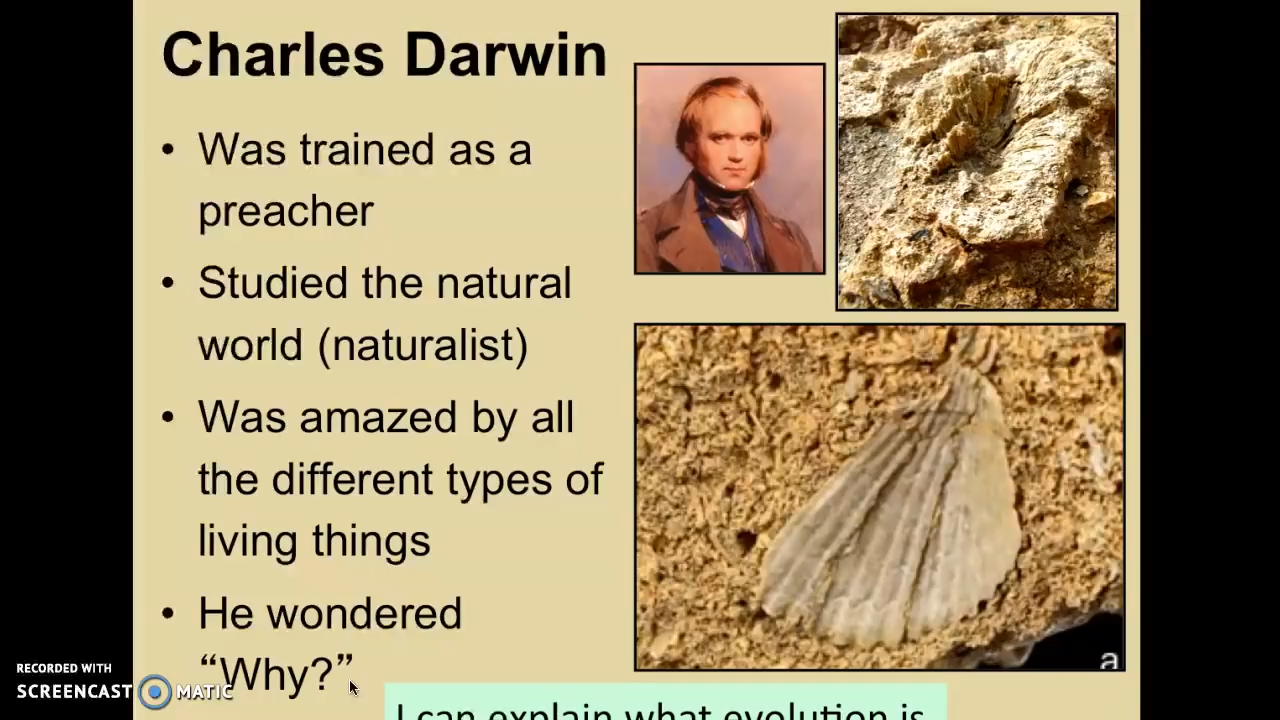 Charles Darwin
• Was trained as a
preacher
• Studied the natural
world (naturalist)
• Was amazed by all
the different types of
living things
• He wondered
“Why?”
a
I can explain what evolution is
RECORDED WITH
SCREENCAST MATIC